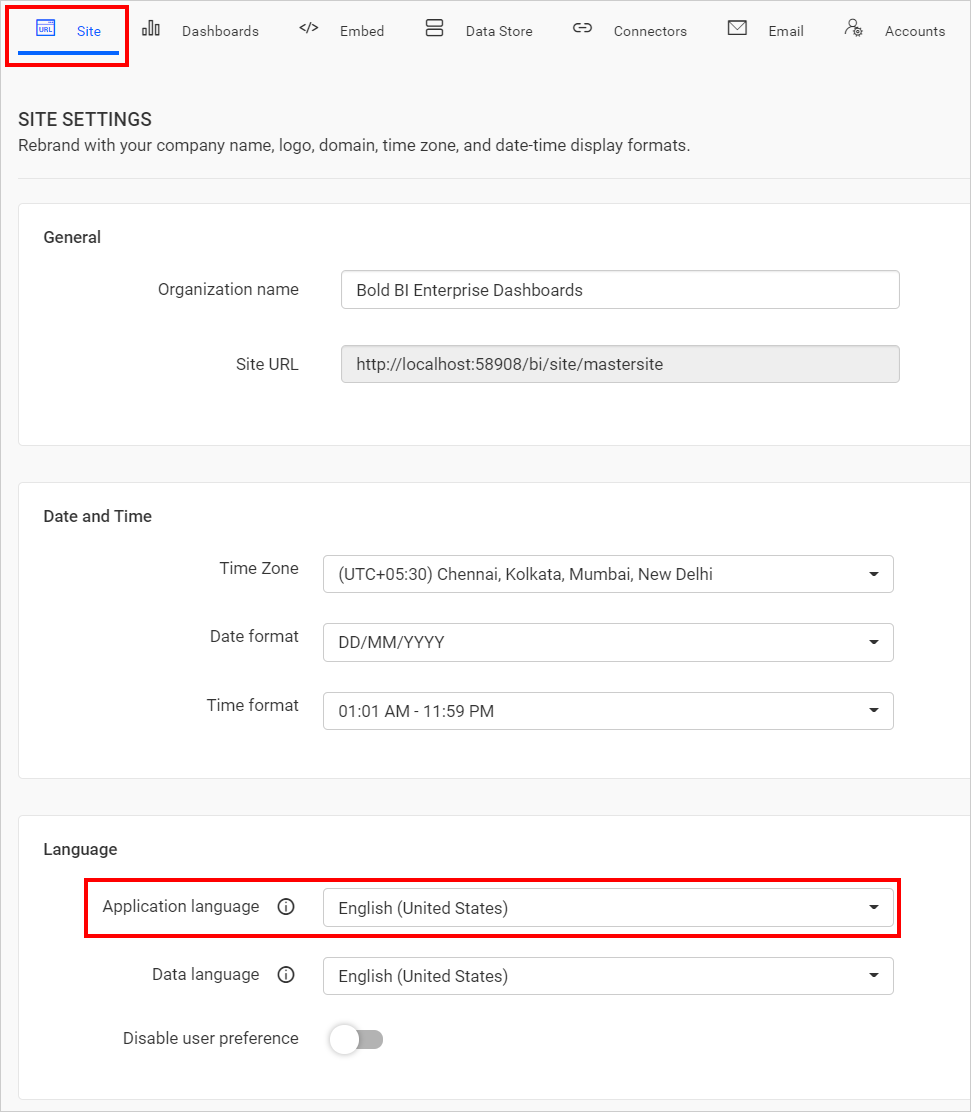 URL Site Dashboards </> Embed Data Store Connectors Email Accounts
SITE SETTINGS
Rebrand with your company name, logo, domain, time zone, and date-time display formats.
General
Organization name Bold BI Enterprise Dashboards
Site URL http://localhost:58908/bi/site/mastersite
Date and Time
Time Zone (UTC+05:30) Chennai, Kolkata, Mumbai, New Delhi
Date format DD/MM/YYYY
Time format 01:01 AM - 11:59 PM
Language
Application language English (United States)
Data language English (United States)
Disable user preference